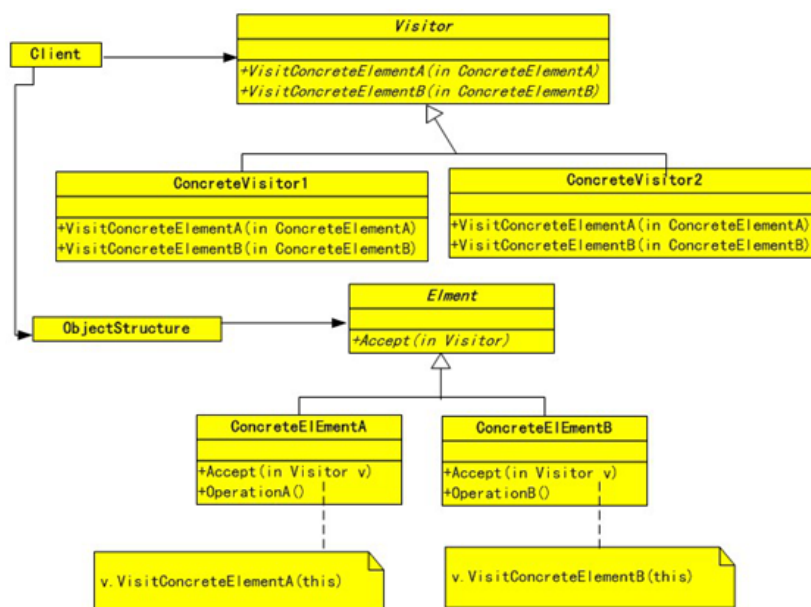 Visitor
Client
+VisitConcreteElementA(in ConcreteElementA)
+VisitConcreteElementB(in ConcreteElementB)
ConcreteVisitor1
+VisitConcreteElementA(in ConcreteElementA)
+VisitConcreteElementB(in ConcreteElementB)
ConcreteVisitor2
+VisitConcreteElementA(in ConcreteElementA)
+VisitConcreteElementB(in ConcreteElementB)
Elment
+Accept(in Visitor)
ObjectStructure
ConcreteElEmentA
+Accept(in Visitor v)
+OperationA()
ConcreteElEmentB
+Accept(in Visitor v)
+OperationB()
v.VisitConcreteElementA(this)
v.VisitConcreteElementB(this)